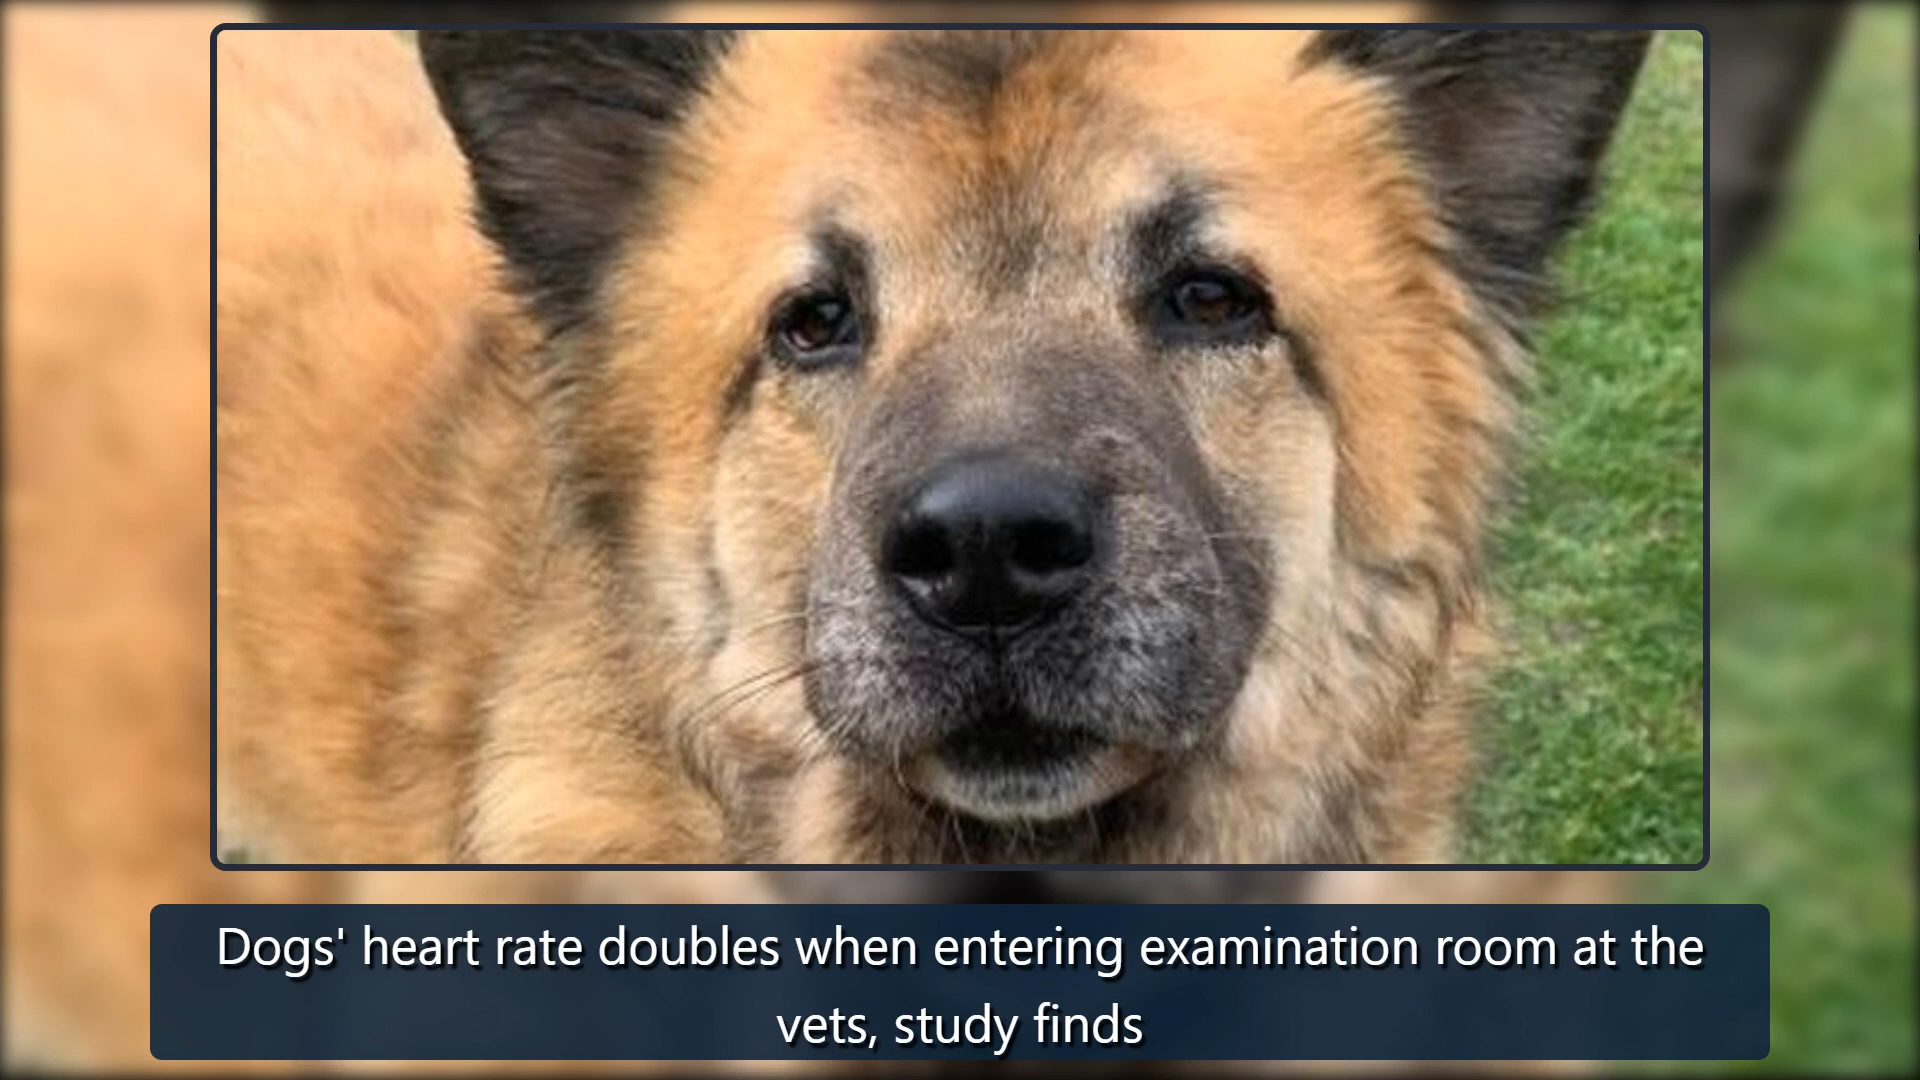 Dogs' heart rate doubles when entering examination room at the
vets, study finds